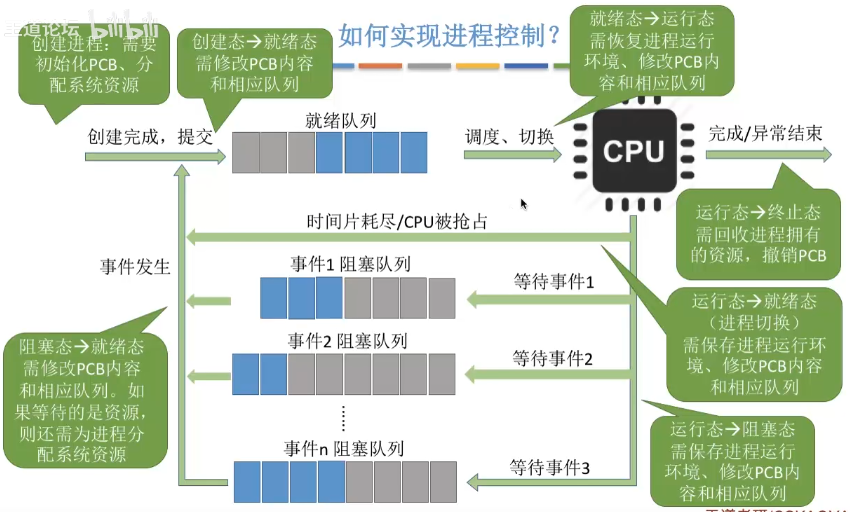 王道论坛 bilibili
如何实现进程控制？
创建进程：需要
初始化PCB、分
配系统资源
创建态→就绪态
需修改PCB内容
和相应队列
就绪态→运行态
需恢复进程运行
环境、修改PCB内
容和相应队列
创建完成，提交
就绪队列
调度、切换
CPU
完成/异常结束
运行态→终止态
需回收进程拥有
的资源，撤销PCB
时间片耗尽/CPU被抢占
事件发生
事件1 阻塞队列
等待事件1
运行态→就绪态
（进程切换）
需保存进程运行环
境、修改PCB内容
和相应队列
阻塞态→就绪态
需修改PCB内容
和相应队列。如
果等待的是资源，
则还需为进程分
配系统资源
事件2 阻塞队列
等待事件2
……
事件n 阻塞队列
等待事件3
运行态→阻塞态
需保存进程运行
环境、修改PCB内
容和相应队列